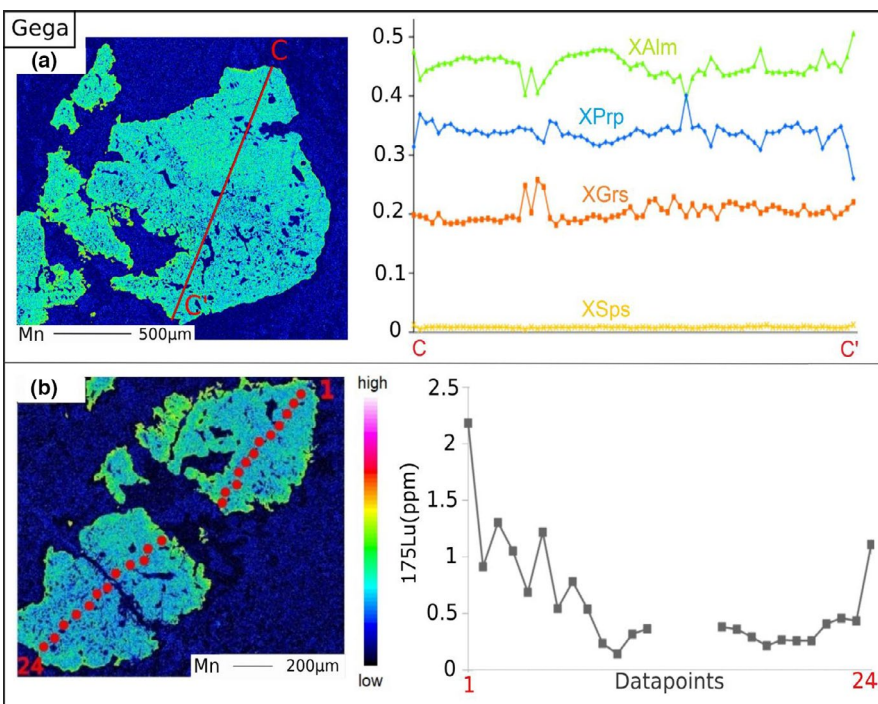 Gega
(a)
C
C'
Mn
500μm
0.5
0.4
0.3
0.2
0.1
0
XAlm
XPrp
XGrs
XSps
C
C'
(b)
1
24
Mn
200μm
high
low
2.5
2
1.5
1
0.5
0
175Lu(ppm)
1
Datapoints
24